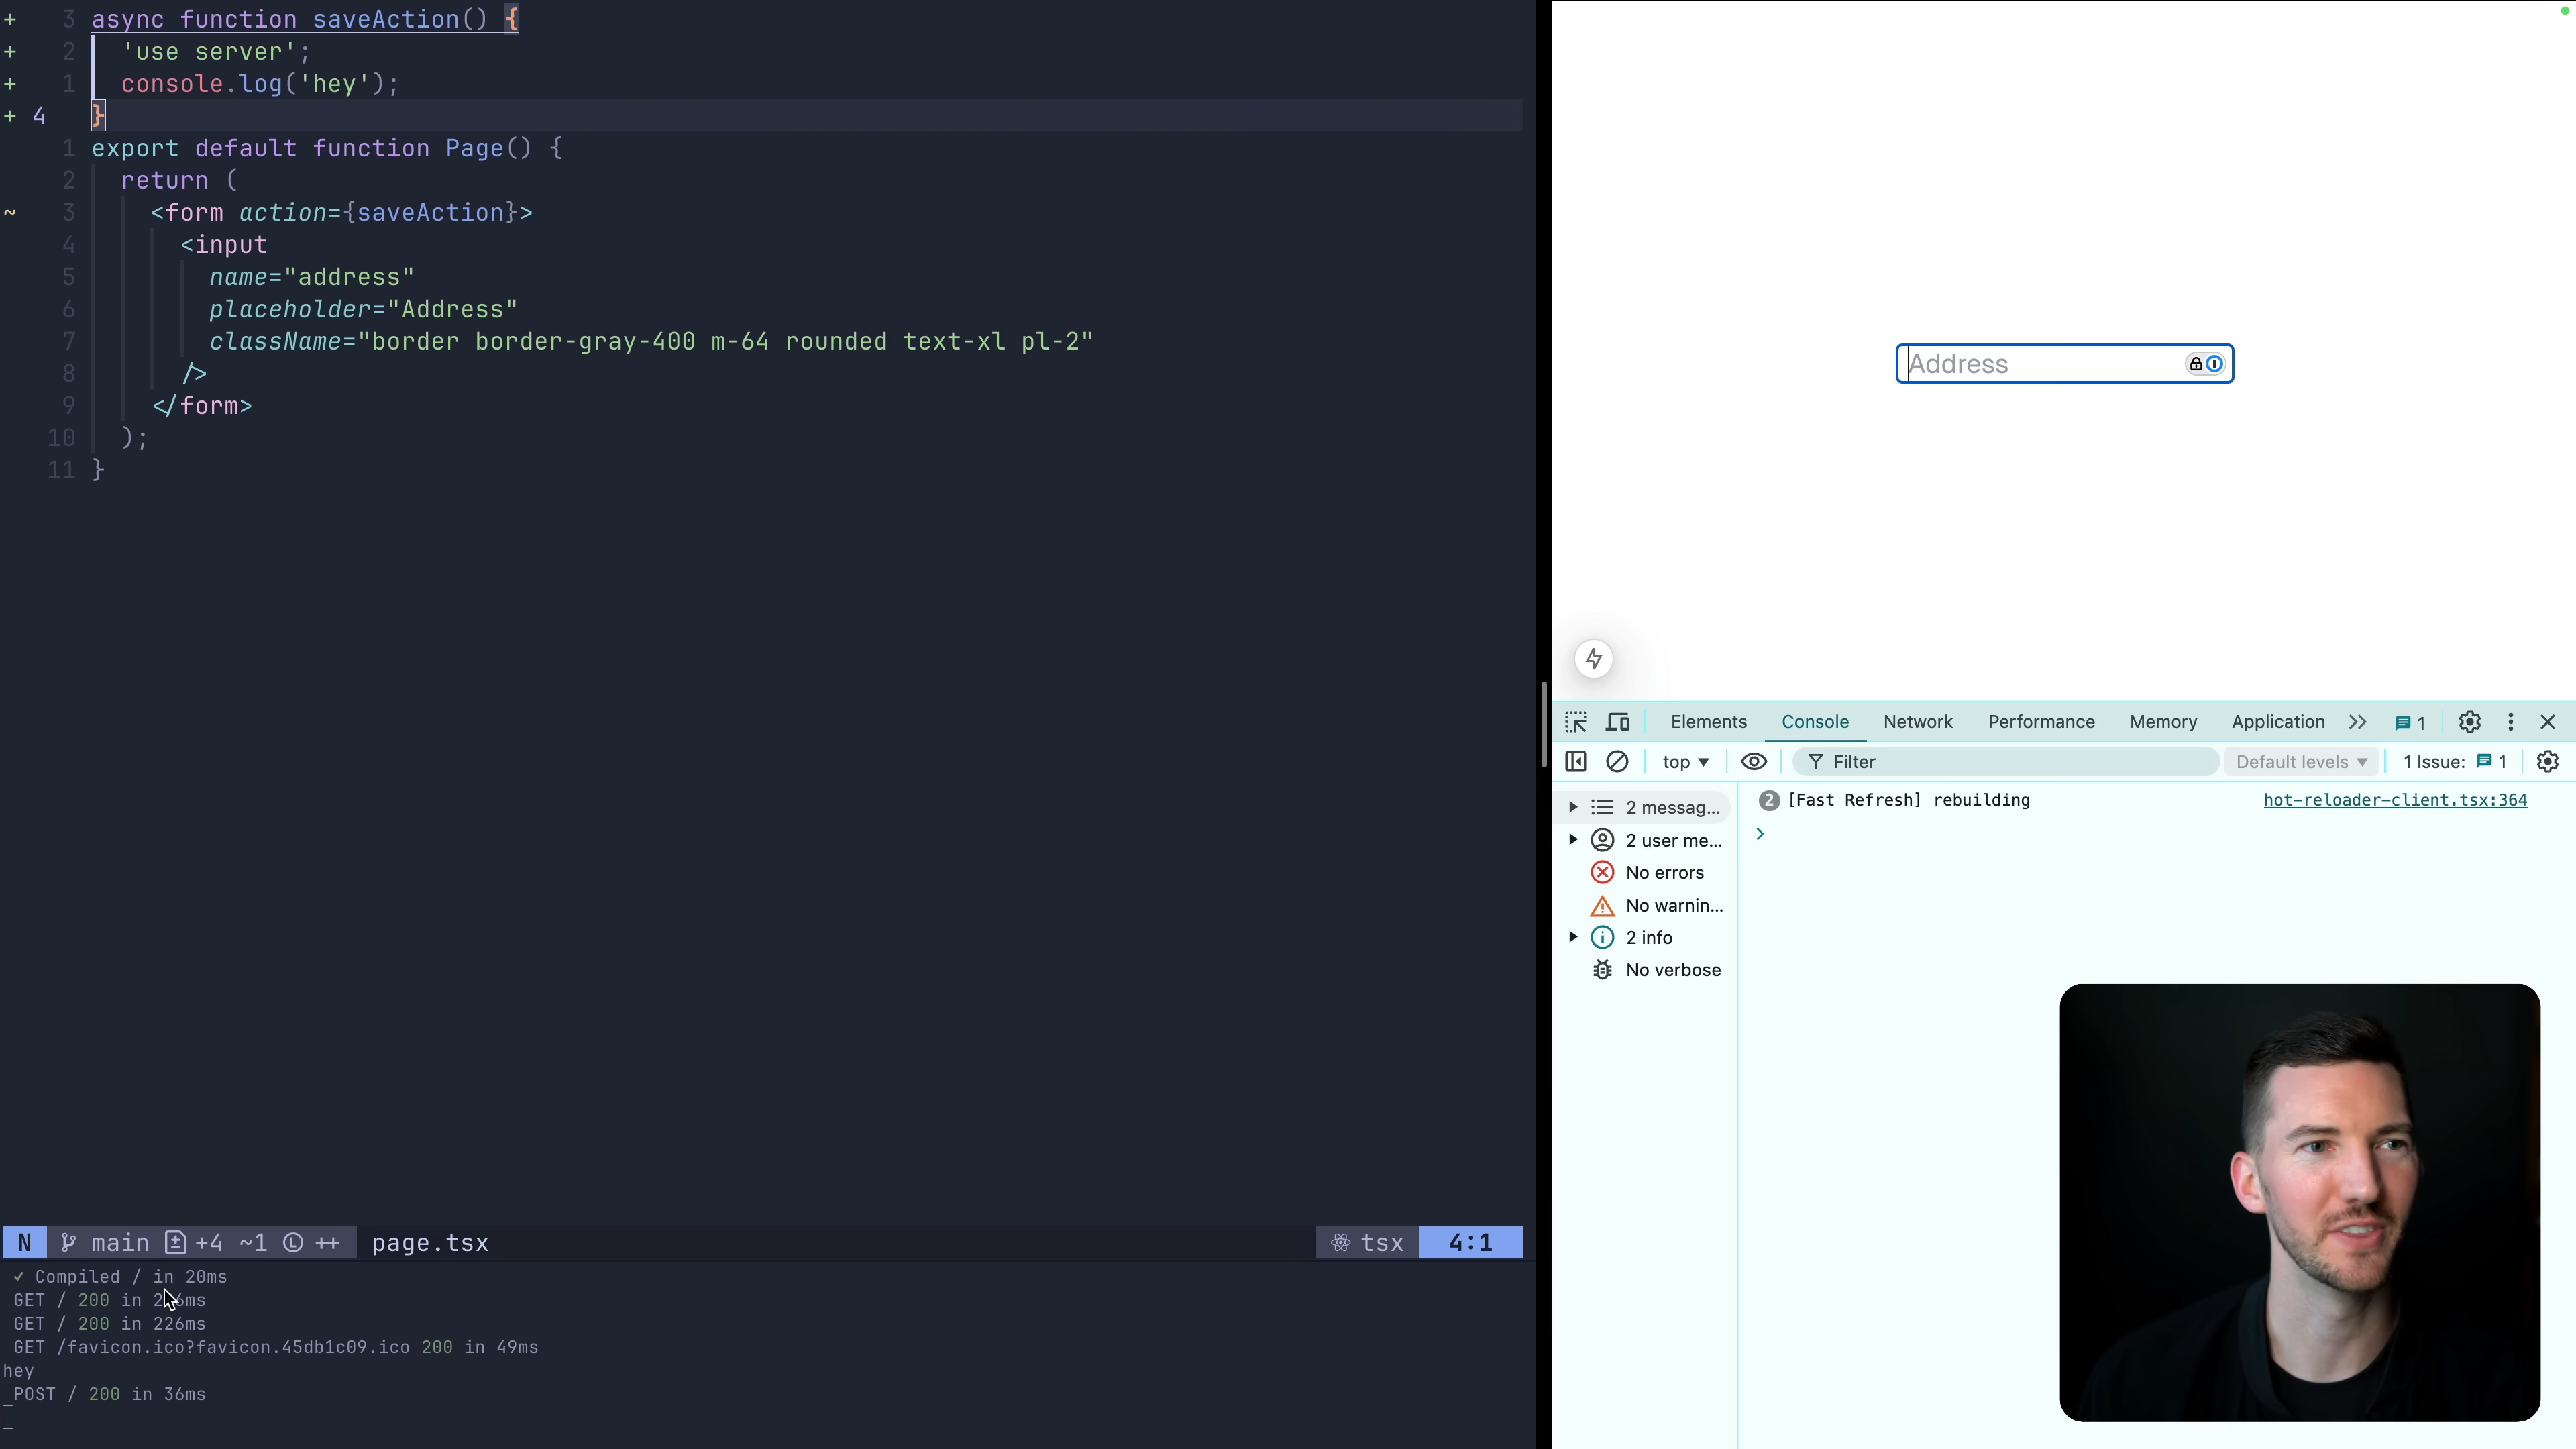 + 3 async function saveAction() {
+ 2 'use server';
+ 1 console.log('hey');
+ 4 }
1 export default function Page() {
2 return (
~ 3 <form action={saveAction}>
4 <input
5 name="address"
6 placeholder="Address"
7 className="border border-gray-400 m-64 rounded text-xl pl-2"
8 />
9 </form>
10 );
11 }
N main +4 ~1 L ++ page.tsx tsx 4:1
✓ Compiled / in 20ms
GET / 200 in
GET / 200 in 226ms
GET /favicon.ico?favicon.45db1c09.ico 200 in 49ms
hey
POST / 200 in 36ms
Address
Elements Console Network Performance Memory Application 1
top Filter Default levels 1 Issue: 1
2 messag...
2 user me...
No errors
No warnin...
2 info
No verbose
2 [Fast Refresh] rebuilding hot-reloader-client.tsx:364
>